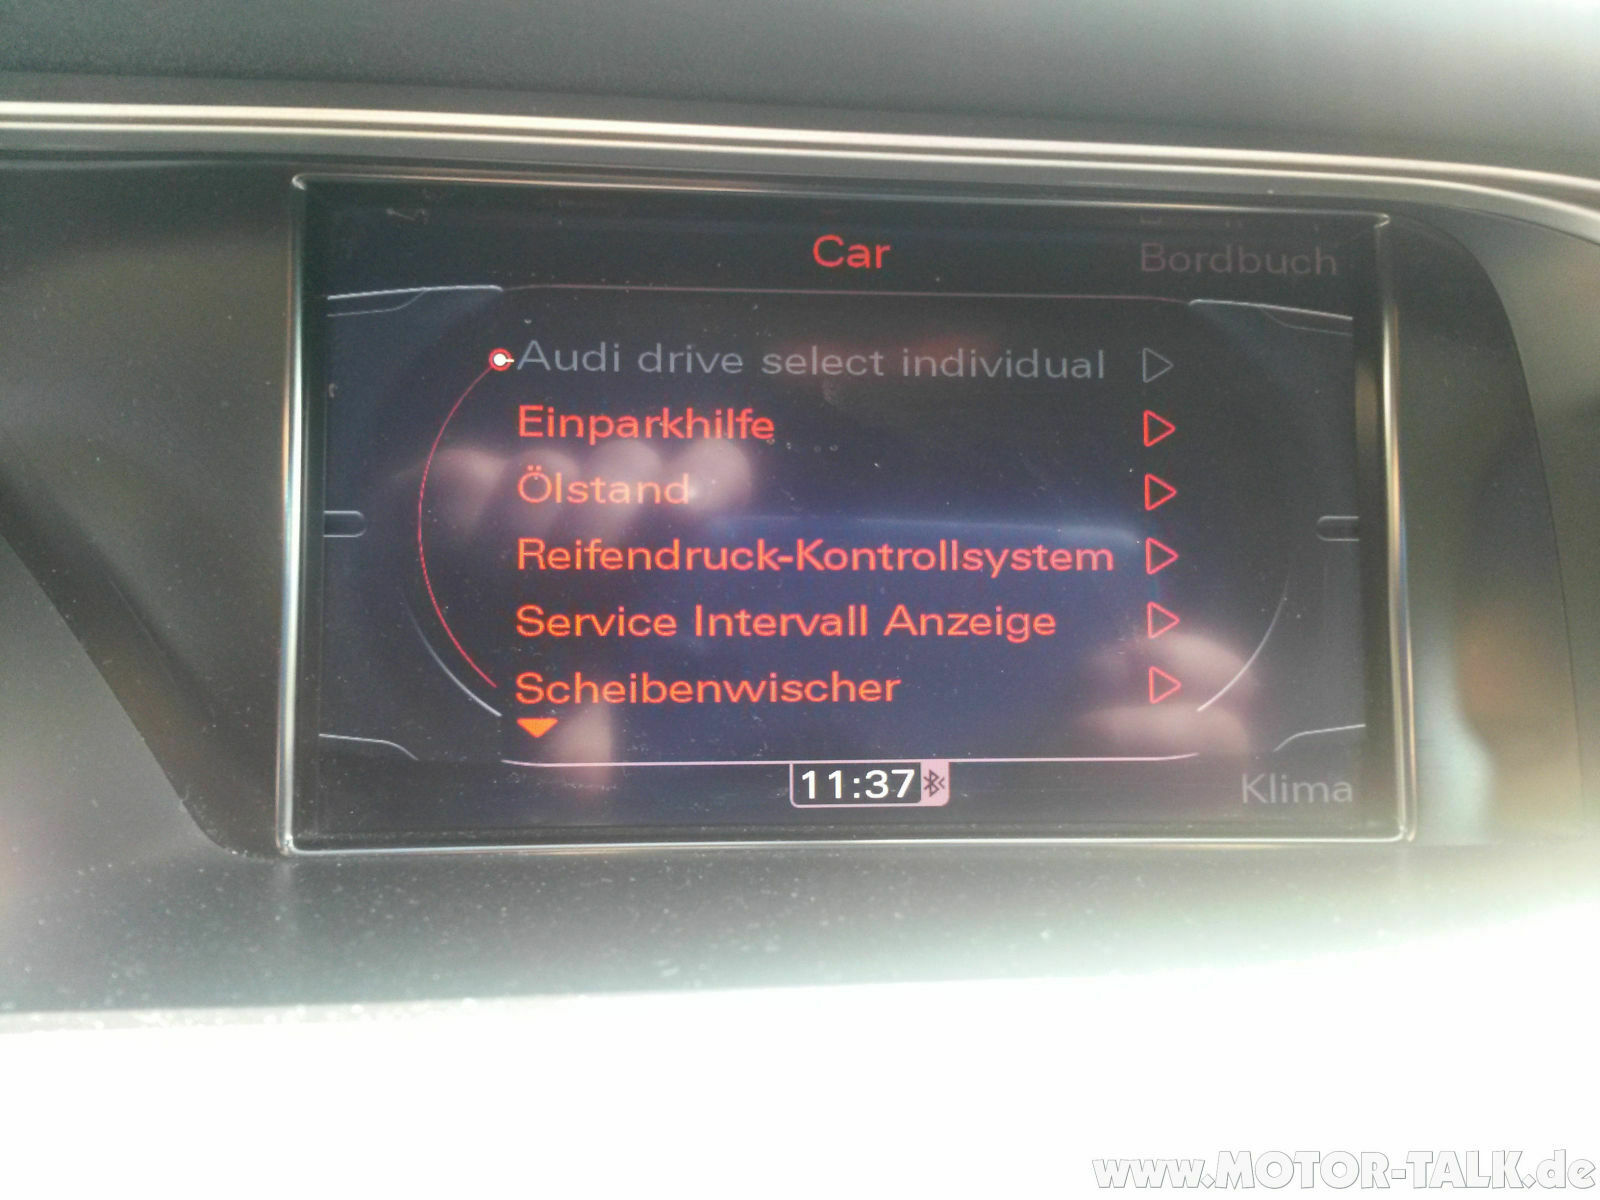 Car
Bordbuch
Audi drive select individual
Einparkhilfe
Ölstand
Reifendruck-Kontrollsystem
Service Intervall Anzeige
Scheibenwischer
11:37
Klima
www.MOTOR-TALK.de